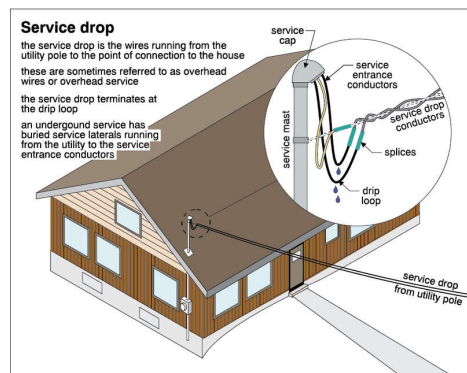 Service drop
the service drop is the wires running from the
utility pole to the point of connection to the house
these are sometimes referred to as overhead
wires or overhead service
the service drop terminates at
the drip loop
an undergound service has
buried service laterals running
from the utility to the service
entrance conductors
service
cap
service
entrance
conductors
service drop
conductors
service mast
splices
drip
loop
service drop
from utility pole